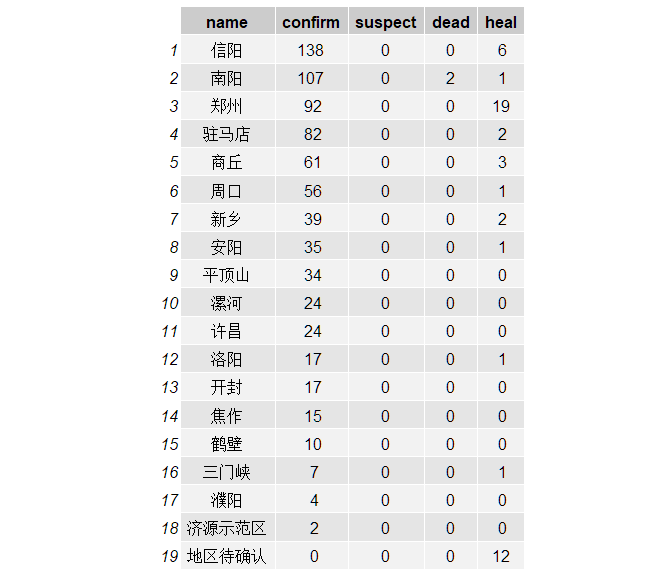 name confirm suspect dead heal
1 信阳 138 0 0 6
2 南阳 107 0 2 1
3 郑州 92 0 0 19
4 驻马店 82 0 0 2
5 商丘 61 0 0 3
6 周口 56 0 0 1
7 新乡 39 0 0 2
8 安阳 35 0 0 1
9 平顶山 34 0 0 0
10 漯河 24 0 0 0
11 许昌 24 0 0 0
12 洛阳 17 0 0 1
13 开封 17 0 0 0
14 焦作 15 0 0 0
15 鹤壁 10 0 0 0
16 三门峡 7 0 0 1
17 濮阳 4 0 0 0
18 济源示范区 2 0 0 0
19 地区待确认 0 0 0 12